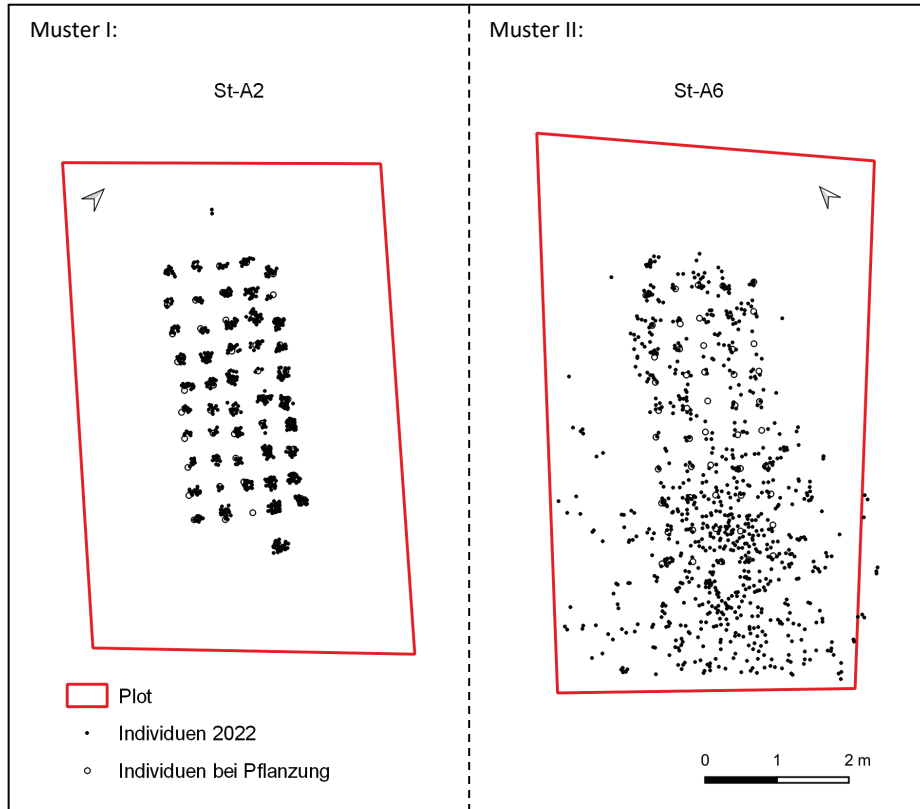 Muster I:
Muster II:
St-A2
St-A6
Plot
Individuen 2022
Individuen bei Pflanzung
0 1 2 m